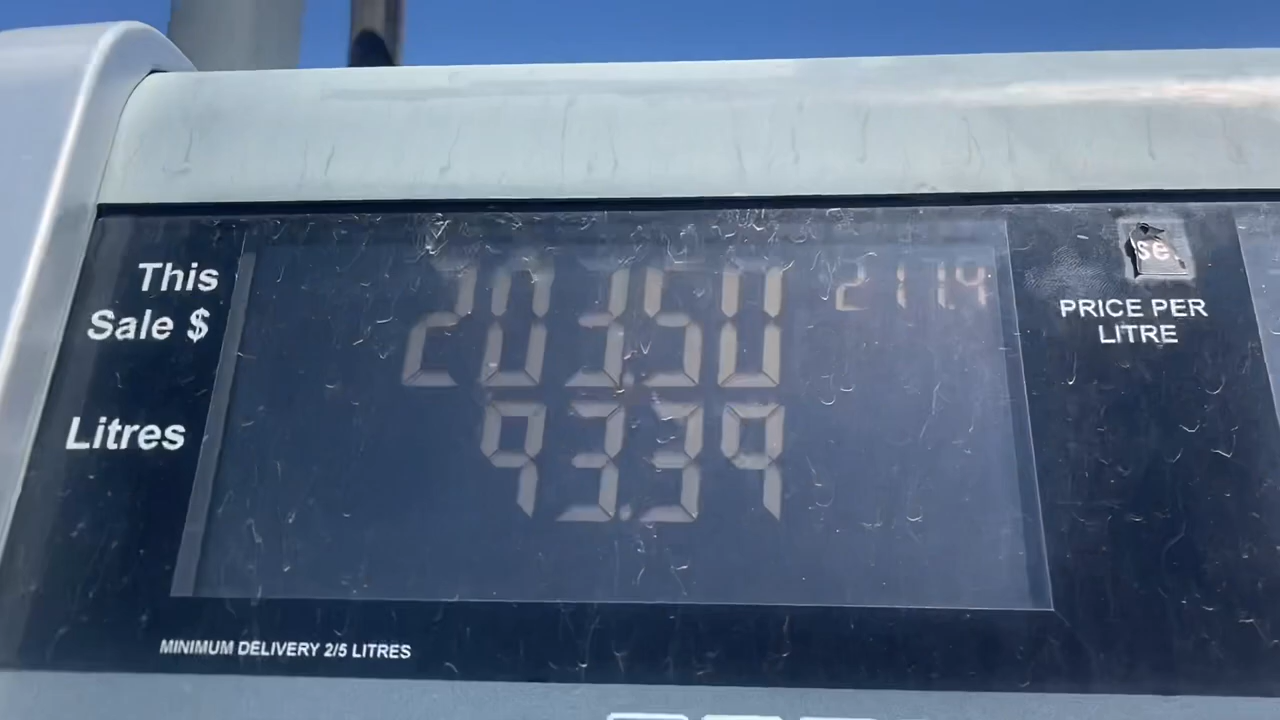 This
Sale $
203.50
217.9
PRICE PER
LITRE
Litres
93.39
MINIMUM DELIVERY 2/5 LITRES